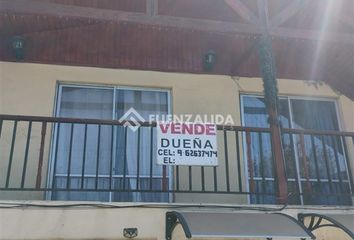 FUENZALIDA
VENDE
DUEÑA
CEL: 9 62637474
EL: